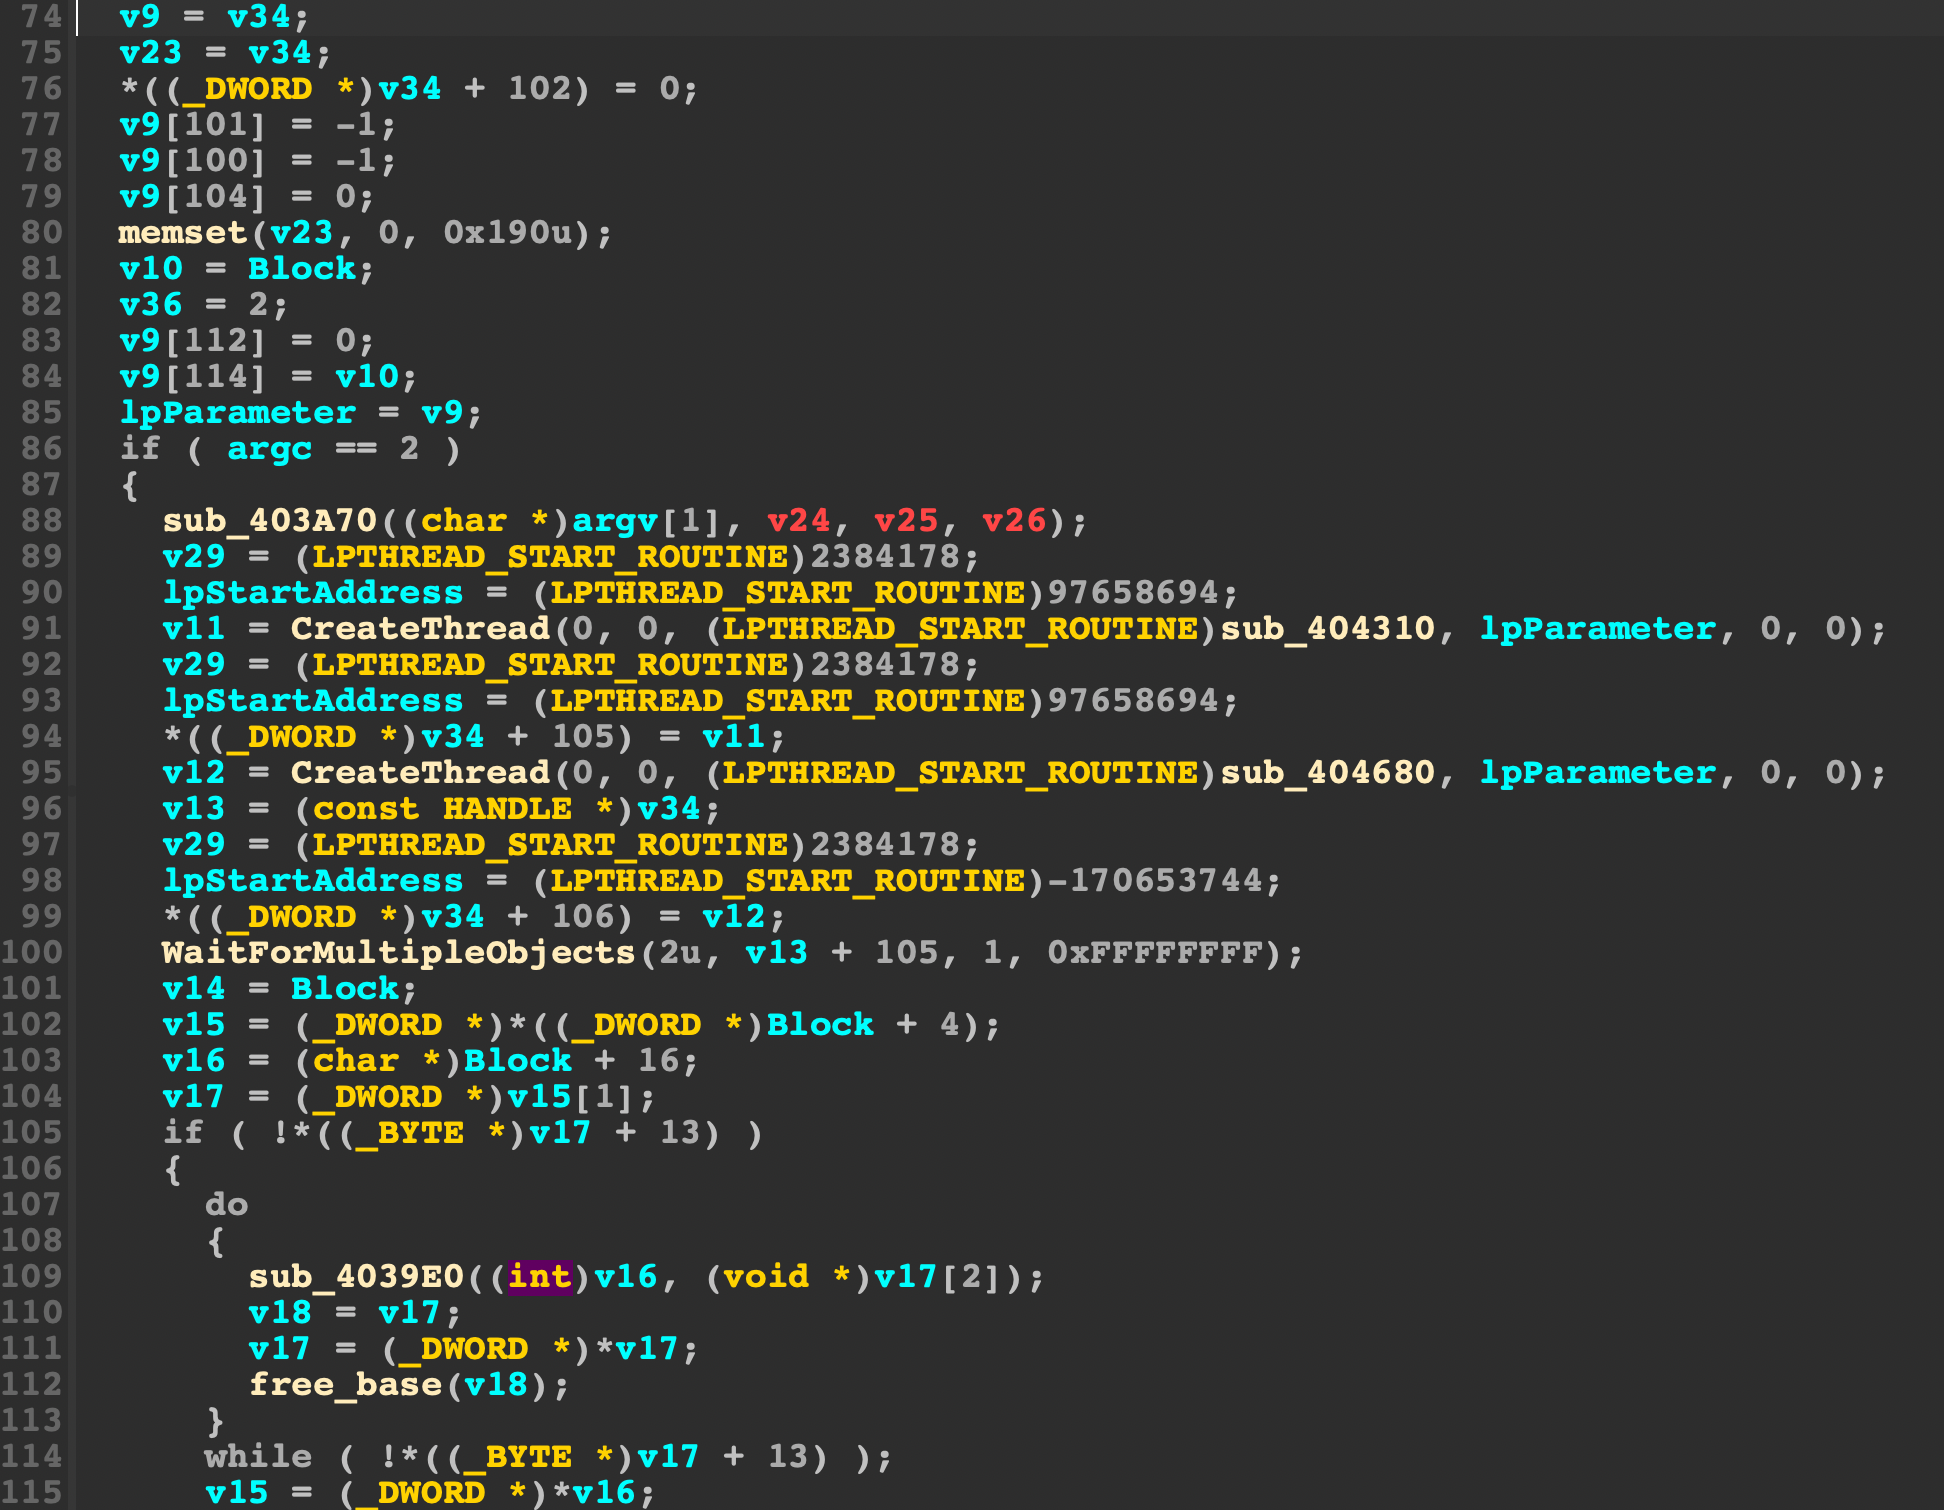 74 v9 = v34;
75 v23 = v34;
76 *((_DWORD *)v34 + 102) = 0;
77 v9[101] = -1;
78 v9[100] = -1;
79 v9[104] = 0;
80 memset(v23, 0, 0x190u);
81 v10 = Block;
82 v36 = 2;
83 v9[112] = 0;
84 v9[114] = v10;
85 lpParameter = v9;
86 if ( argc == 2 )
87 {
88 sub_403A70((char *)argv[1], v24, v25, v26);
89 v29 = (LPTHREAD_START_ROUTINE)2384178;
90 lpStartAddress = (LPTHREAD_START_ROUTINE)97658694;
91 v11 = CreateThread(0, 0, (LPTHREAD_START_ROUTINE)sub_404310, lpParameter, 0, 0);
92 v29 = (LPTHREAD_START_ROUTINE)2384178;
93 lpStartAddress = (LPTHREAD_START_ROUTINE)97658694;
94 *((_DWORD *)v34 + 105) = v11;
95 v12 = CreateThread(0, 0, (LPTHREAD_START_ROUTINE)sub_404680, lpParameter, 0, 0);
96 v13 = (const HANDLE *)v34;
97 v29 = (LPTHREAD_START_ROUTINE)2384178;
98 lpStartAddress = (LPTHREAD_START_ROUTINE)-170653744;
99 *((_DWORD *)v34 + 106) = v12;
100 WaitForMultipleObjects(2u, v13 + 105, 1, 0xFFFFFFFF);
101 v14 = Block;
102 v15 = (_DWORD *)*((_DWORD *)Block + 4);
103 v16 = (char *)Block + 16;
104 v17 = (_DWORD *)v15[1];
105 if ( !*((_BYTE *)v17 + 13) )
106 {
107 do
108 {
109 sub_4039E0((int)v16, (void *)v17[2]);
110 v18 = v17;
111 v17 = (_DWORD *)*v17;
112 free_base(v18);
113 }
114 while ( !*((_BYTE *)v17 + 13) );
115 v15 = (_DWORD *)*v16;